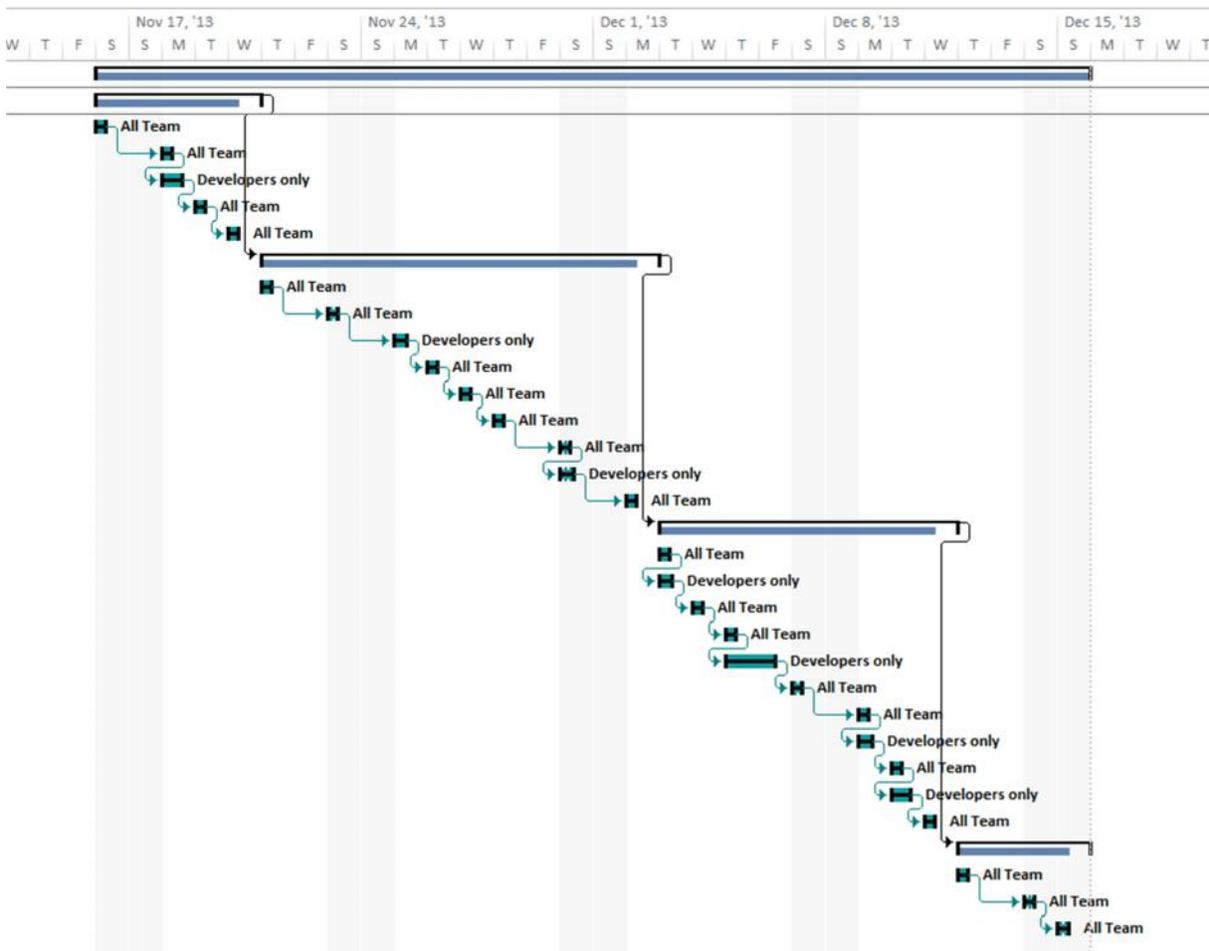 Nov 17, '13 Nov 24, '13 Dec 1, '13 Dec 8, '13 Dec 15, '13
W T F S S M T W T F S S M T W T F S S M T W T F S S M T W T F S S M T W T
All Team
All Team
Developers only
All Team
All Team
All Team
All Team
Developers only
All Team
All Team
All Team
All Team
Developers only
All Team
All Team
Developers only
All Team
All Team
Developers only
All Team
All Team
Developers only
All Team
Developers only
All Team
All Team
All Team
All Team